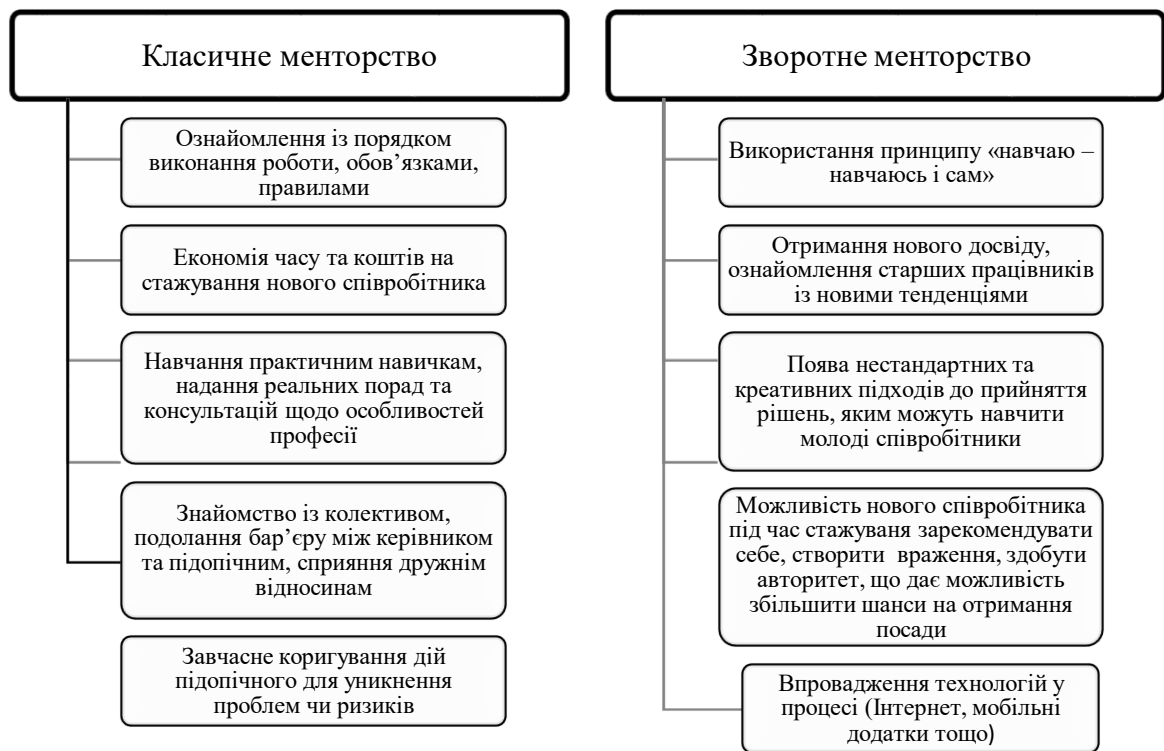 Класичне менторство
Ознайомлення із порядком
виконання роботи, обов’язками,
правилами
Економія часу та коштів на
стажування нового співробітника
Навчання практичним навичкам,
надання реальних порад та
консультацій щодо особливостей
професії
Знайомство із колективом,
подолання бар’єру між керівником
та підопічним, сприяння дружнім
відносинам
Завчасне коригування дій
підопічного для уникнення
проблем чи ризиків
Зворотне менторство
Використання принципу «навчаю –
навчаюсь і сам»
Отримання нового досвіду,
ознайомлення старших працівників
із новими тенденціями
Поява нестандартних та
креативних підходів до прийняття
рішень, яким можуть навчити
молоді співробітники
Можливість нового співробітника
під час стажуваня зарекомендувати
себе, створити враження, здобути
авторитет, що дає можливість
збільшити шанси на отримання
посади
Впровадження технологій у
процесі (Інтернет, мобільні
додатки тощо)